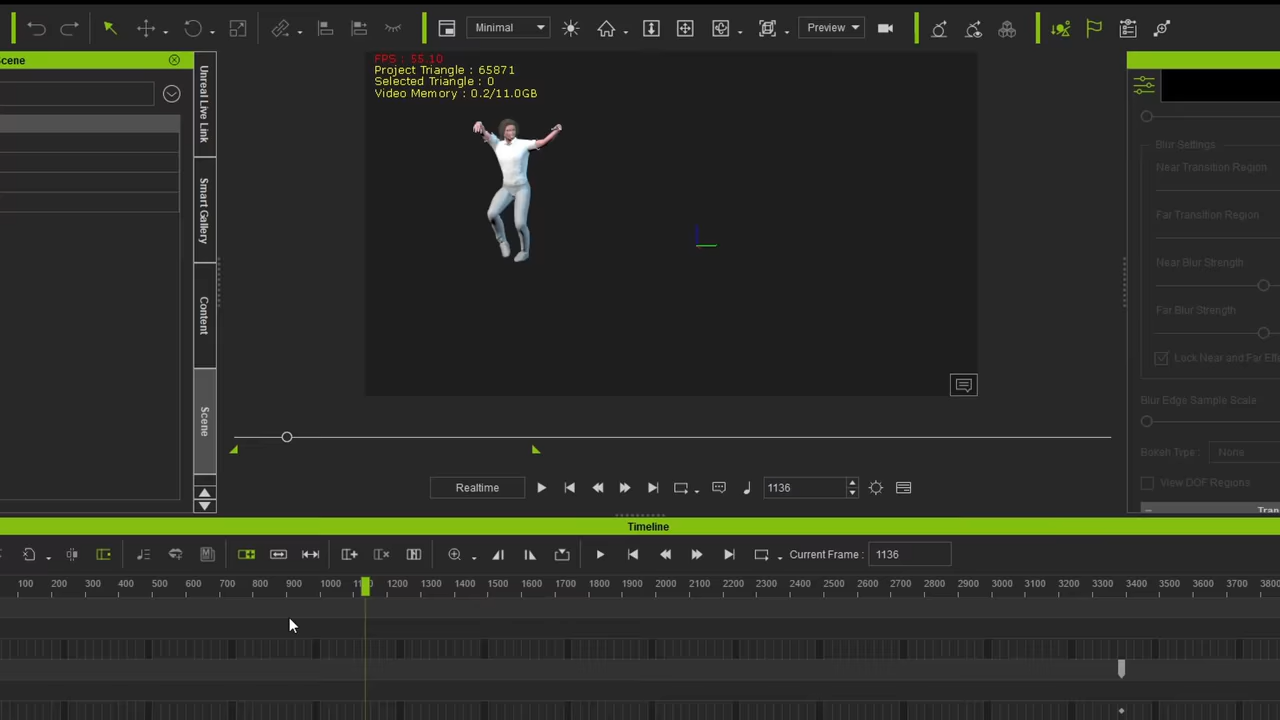 Minimal
Preview
Scene
Unreal Live Link
Smart Gallery
Content
Scene
FPS : 55.10
Project Triangle : 65871
Selected Triangle : 0
Video Memory : 0.2/11.0GB
Blur Settings
Near Transition Region
Far Transition Region
Near Blur Strength
Far Blur Strength
Lock Near and Far Effe
Blur Edge Sample Scale
Bokeh Type : None
View DOF Regions
Tran
Realtime
1136
Timeline
Current Frame : 1136
100 200 300 400 500 600 700 800 900 1000 1200 1300 1400 1500 1600 1700 1800 1900 2000 2100 2200 2300 2400 2500 2600 2700 2800 2900 3000 3100 3200 3300 3400 3500 3600 3700 3800